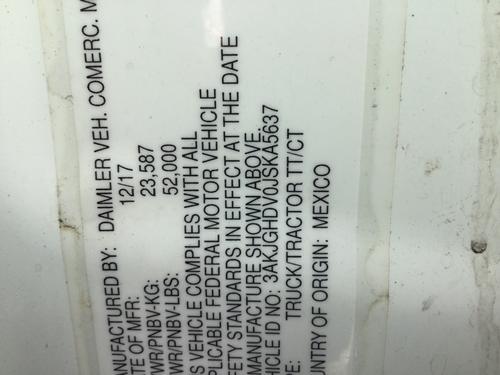 ANUFACTURED BY: DAIMLER VEH. COMERC. M
TE OF MFR: 12/17
WR/PNBV-KG: 23,587
WR/PNBV-LBS: 52,000
S VEHICLE COMPLIES WITH ALL
PLICABLE FEDERAL MOTOR VEHICLE
FETY STANDARDS IN EFFECT AT THE DATE
MANUFACTURE SHOWN ABOVE.
HICLE ID NO: 3AKJGHDV0JSKA5637
PE: TRUCK/TRACTOR TT/CT
UNTRY OF ORIGIN: MEXICO